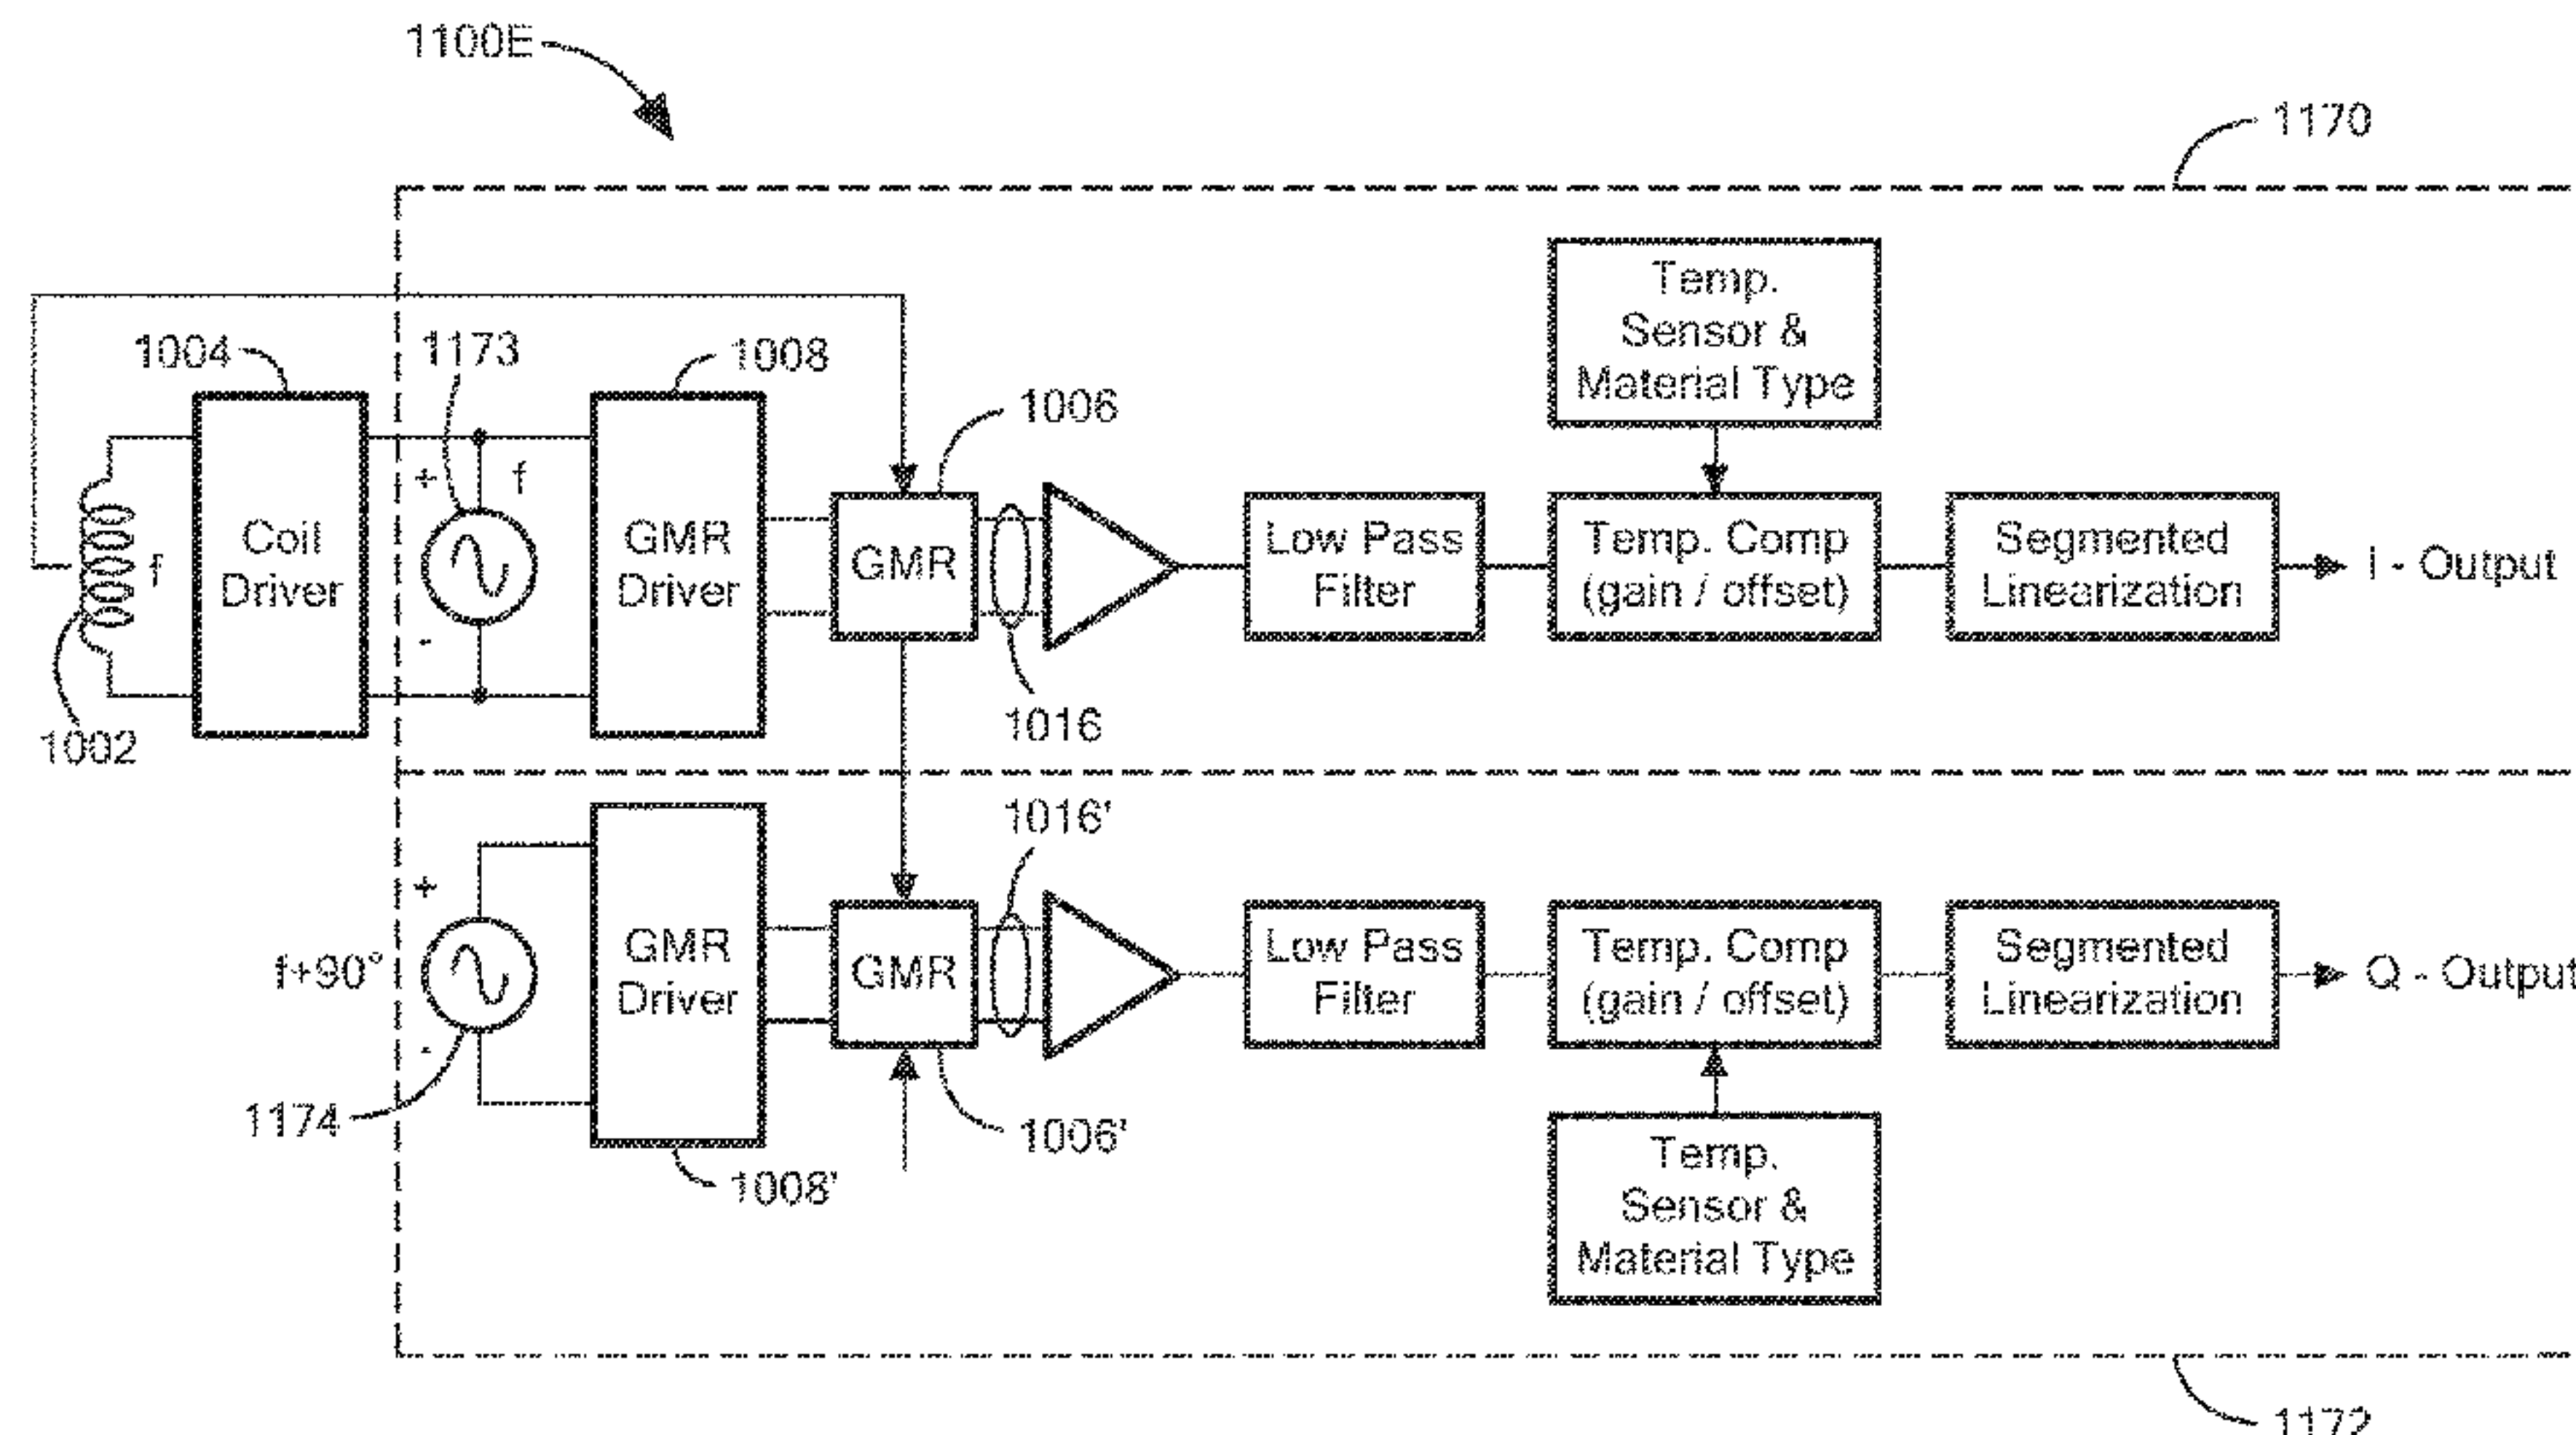 1100E
1170
Temp.
Sensor &
Material Type
1004
1173
1008
1006
+
f
f
Coil
Driver
GMR
Driver
GMR
Low Pass
Filter
Temp. Comp
(gain / offset)
Segmented
Linearization
I - Output
-
1002
1016
1016'
+
f+90°
GMR
Driver
GMR
Low Pass
Filter
Temp. Comp
(gain / offset)
Segmented
Linearization
Q - Output
-
1174
1006'
1008'
Temp.
Sensor &
Material Type
1172